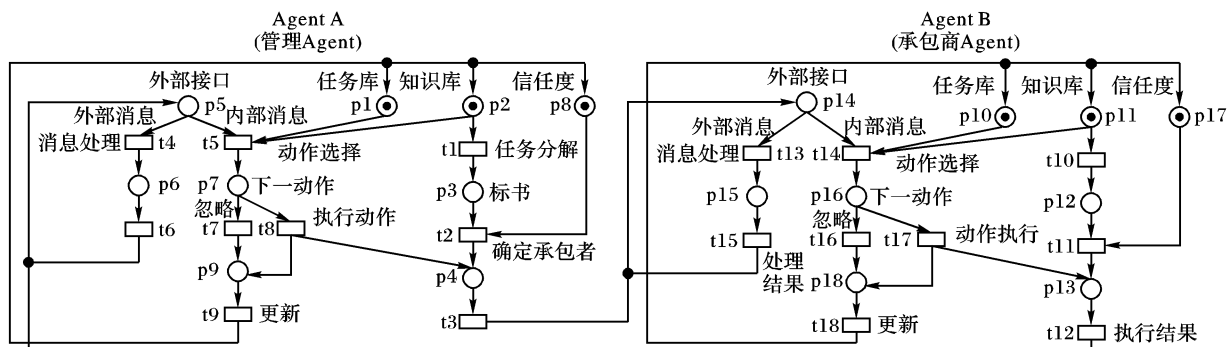 Agent A
(管理Agent)
外部接口
p5
任务库
p1
知识库
p2
信任度
p8
外部消息
内部消息
消息处理
t4
t5
动作选择
t1
任务分解
p6
p7
下一动作
p3
标书
忽略
执行动作
t6
t7
t8
t2
确定承包者
p9
p4
t9
更新
t3
Agent B
(承包商Agent)
外部接口
p14
任务库
p10
知识库
p11
信任度
p17
外部消息
内部消息
消息处理
t13
t14
动作选择
t10
p15
p16
下一动作
p12
忽略
动作执行
t15
t16
t17
t11
处理
结果
p18
p13
t18
更新
t12
执行结果